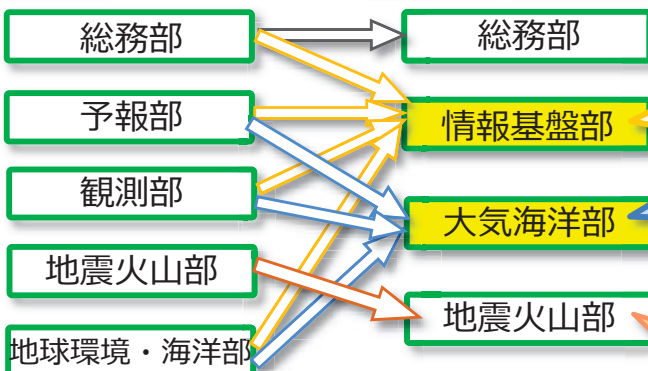 総務部
予報部
観測部
地震火山部
地球環境・海洋部
総務部
情報基盤部
大気海洋部
地震火山部